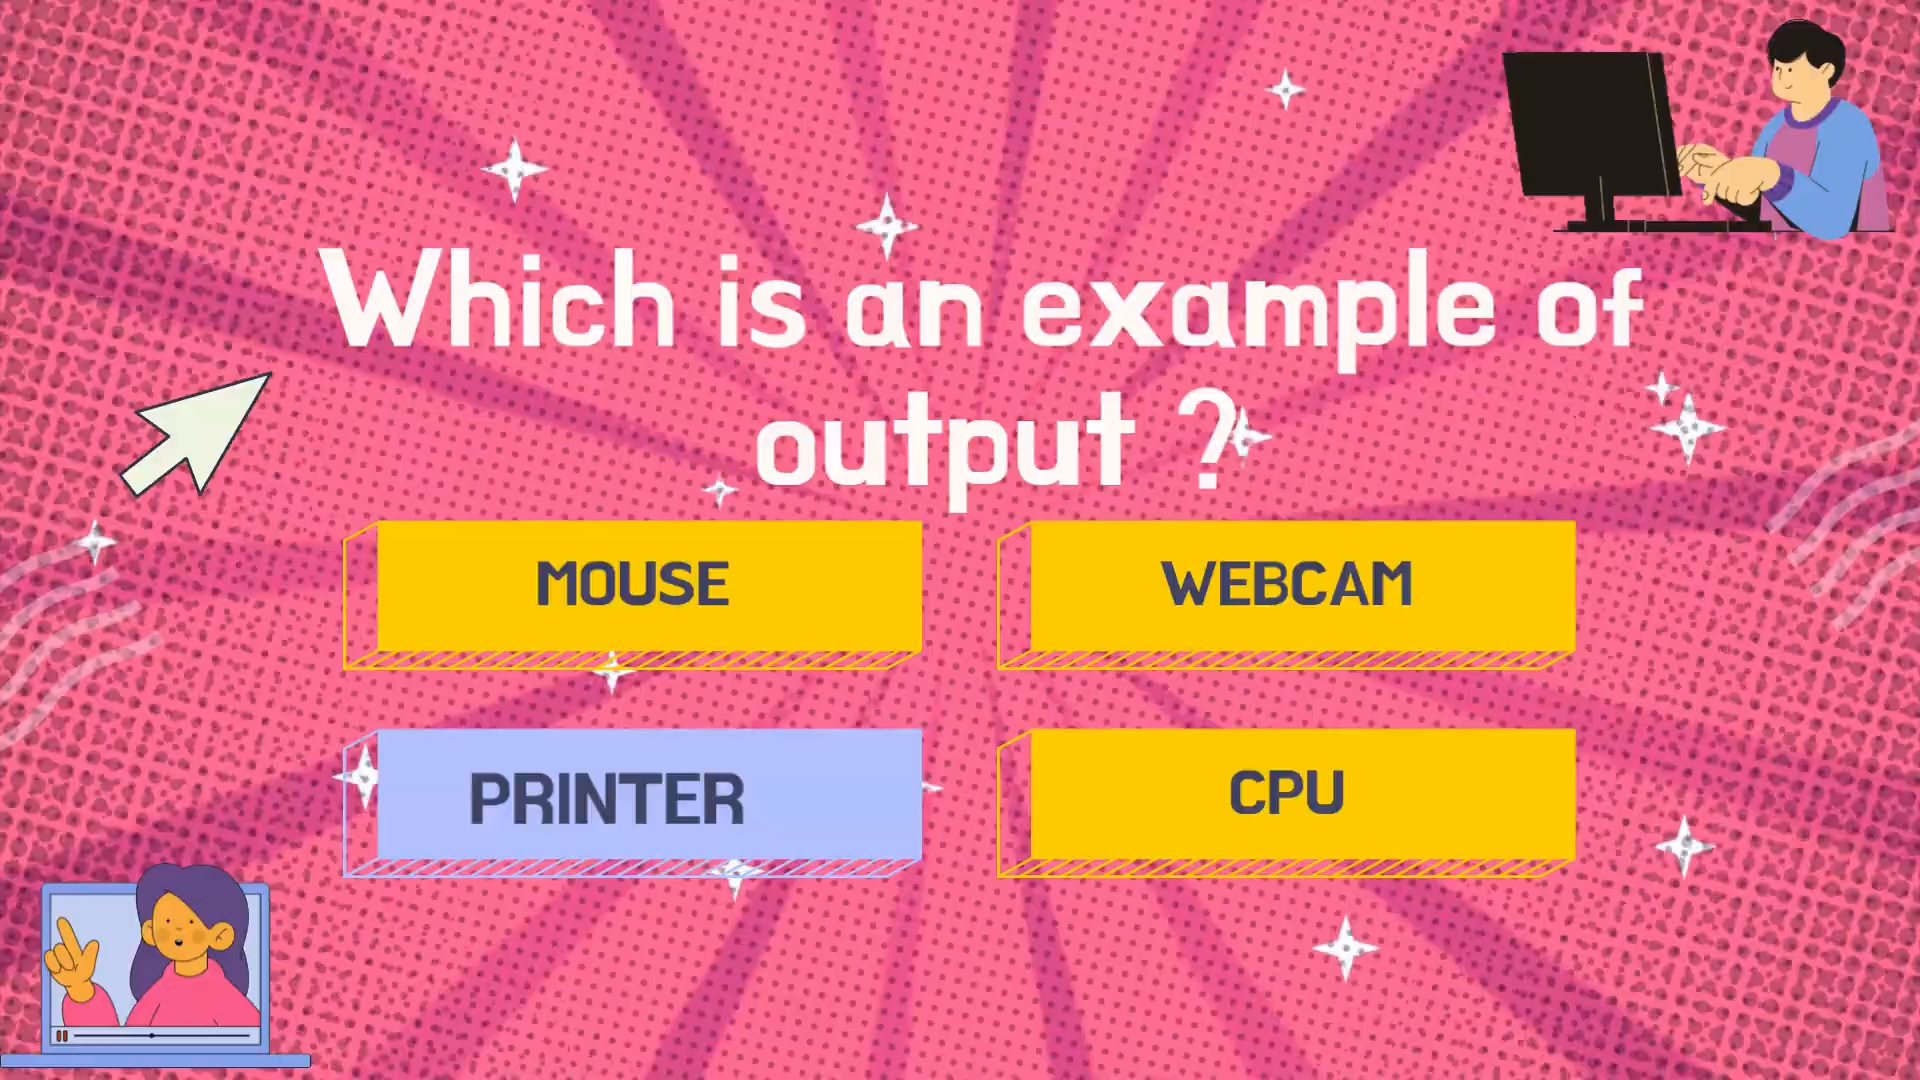 Which is an example of
output ?
MOUSE
WEBCAM
PRINTER
CPU